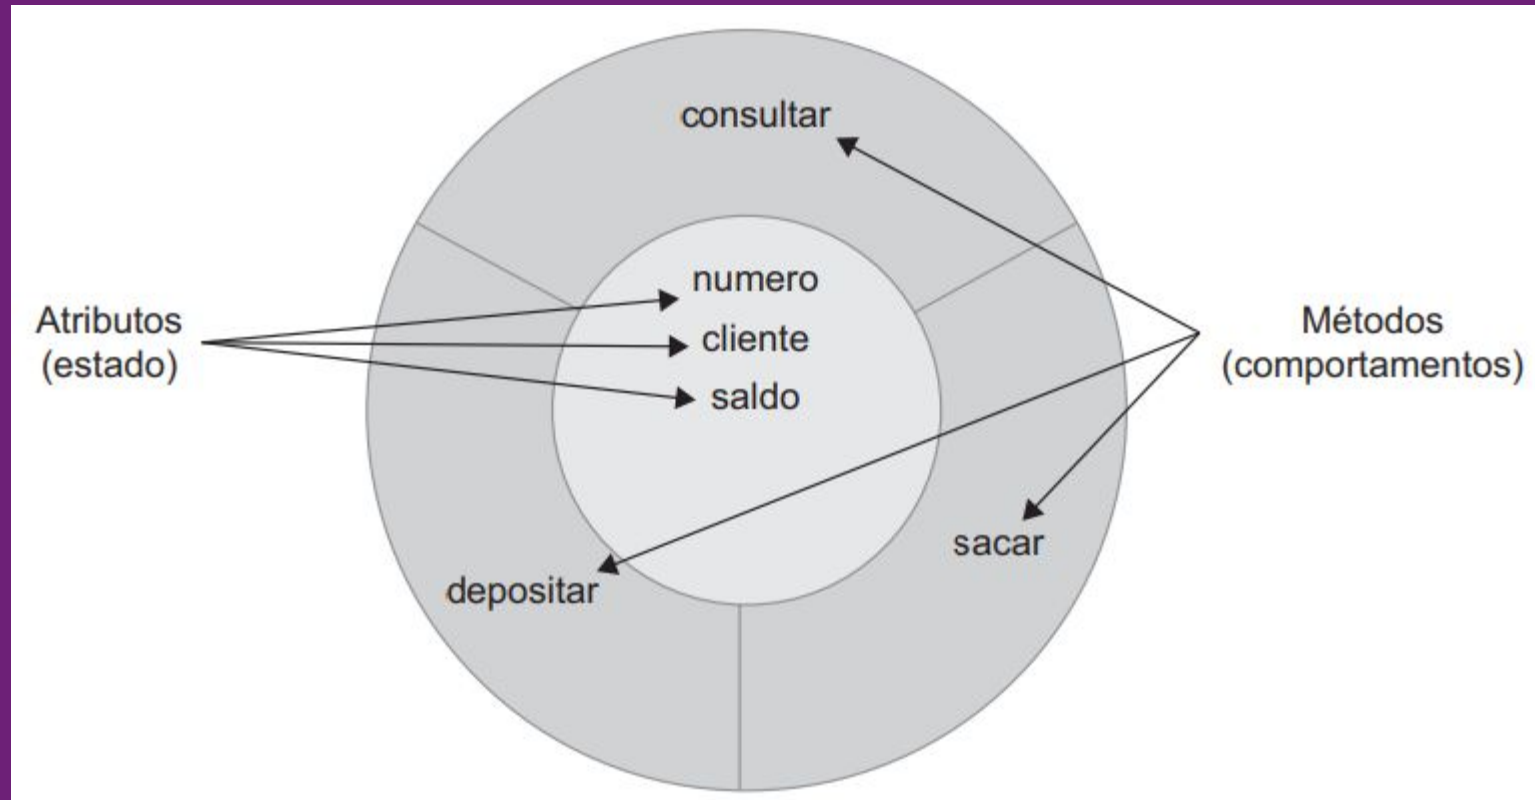 consultar
numero
cliente
saldo
Atributos
(estado)
Métodos
(comportamentos)
sacar
depositar